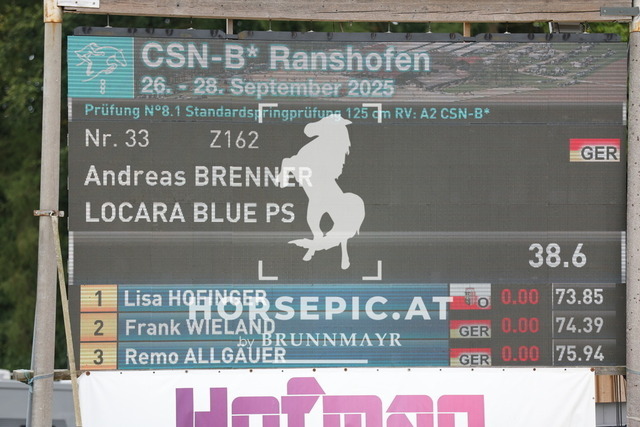 CSN-B* Ranshofen
26. - 28. September 2025
Prüfung N°8.1 Standardspringprüfung 125 cm RV: A2 CSN-B*
Nr. 33 Z162
GER
Andreas BRENNER
LOCARA BLUE PS
38.6
1 Lisa HOFINGER 0.00 73.85
HORSEPIC.AT
2 Frank WIELAND GER 0.00 74.39
by BRUNNMAYR
3 Remo ALLGÄUER GER 0.00 75.94
Hofman